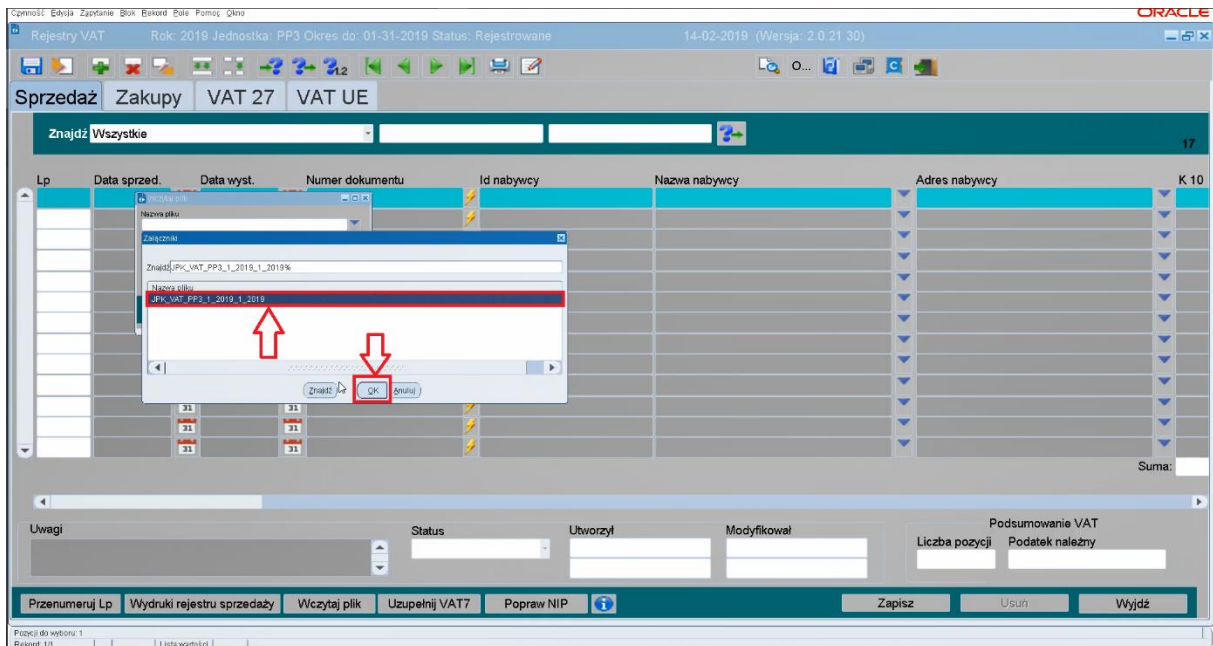 Czynność Edycja Zapytanie Blok Rekord Pole Pomoc Okno
ORACLE
Rejestry VAT Rok: 2019 Jednostka: PP3 Okres do: 01-31-2019 Status: Rejestrowane 14-02-2019 (Wersja: 2.0.21.30)
O...
Sprzedaż Zakupy VAT 27 VAT UE
Znajdź Wszystkie
17
Lp Data sprzed. Data wyst. Numer dokumentu Id nabywcy Nazwa nabywcy Adres nabywcy K 10
Wczytaj plik
Nazwa pliku
Załączniki
Znajdź JPK_VAT_PP3_1_2019_1_2019%
Nazwa pliku
JPK_VAT_PP3_1_2019_1_2019
Znajdź OK Anuluj
31 31
31 31
31 31
Suma:
Uwagi Status Utworzył Modyfikował Podsumowanie VAT
Liczba pozycji Podatek należny
Przenumeruj Lp Wydruki rejestru sprzedaży Wczytaj plik Uzupełnij VAT7 Popraw NIP Zapisz Usuń Wyjdź
Pozycji do wyboru: 1
Rekord: 1/1 Lista wartości